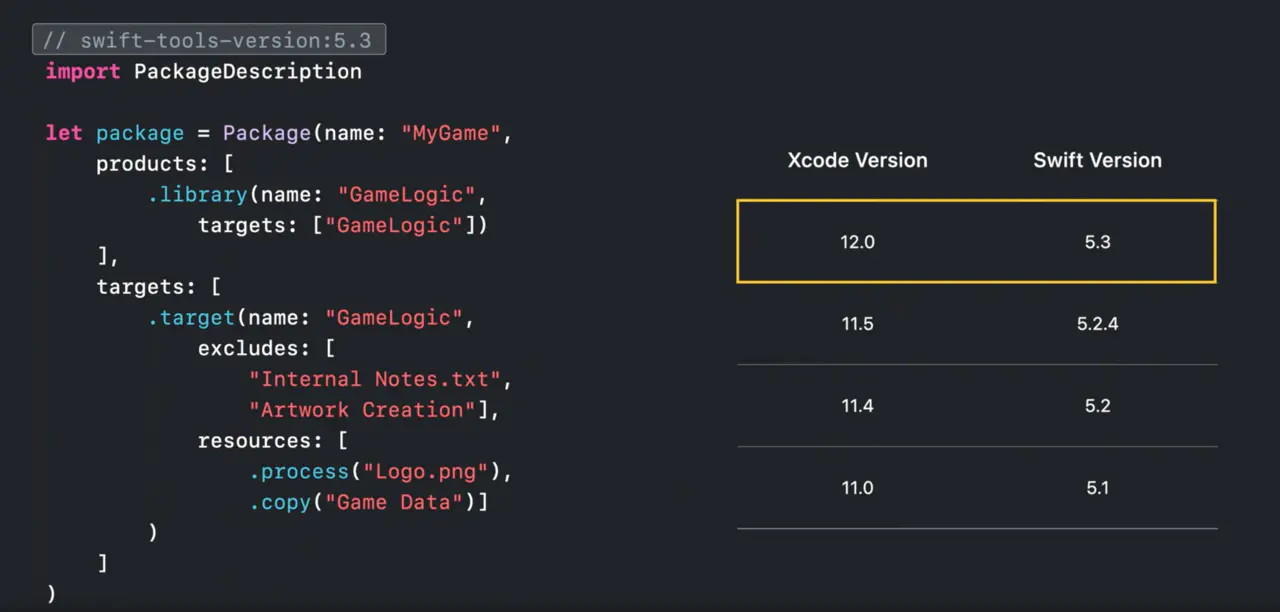 // swift-tools-version:5.3
import PackageDescription
let package = Package(name: "MyGame",
products: [
.library(name: "GameLogic",
targets: ["GameLogic"])
],
targets: [
.target(name: "GameLogic",
excludes: [
"Internal Notes.txt",
"Artwork Creation"],
resources: [
.process("Logo.png"),
.copy("Game Data")]
)
]
)
Xcode Version Swift Version
12.0 5.3
11.5 5.2.4
11.4 5.2
11.0 5.1